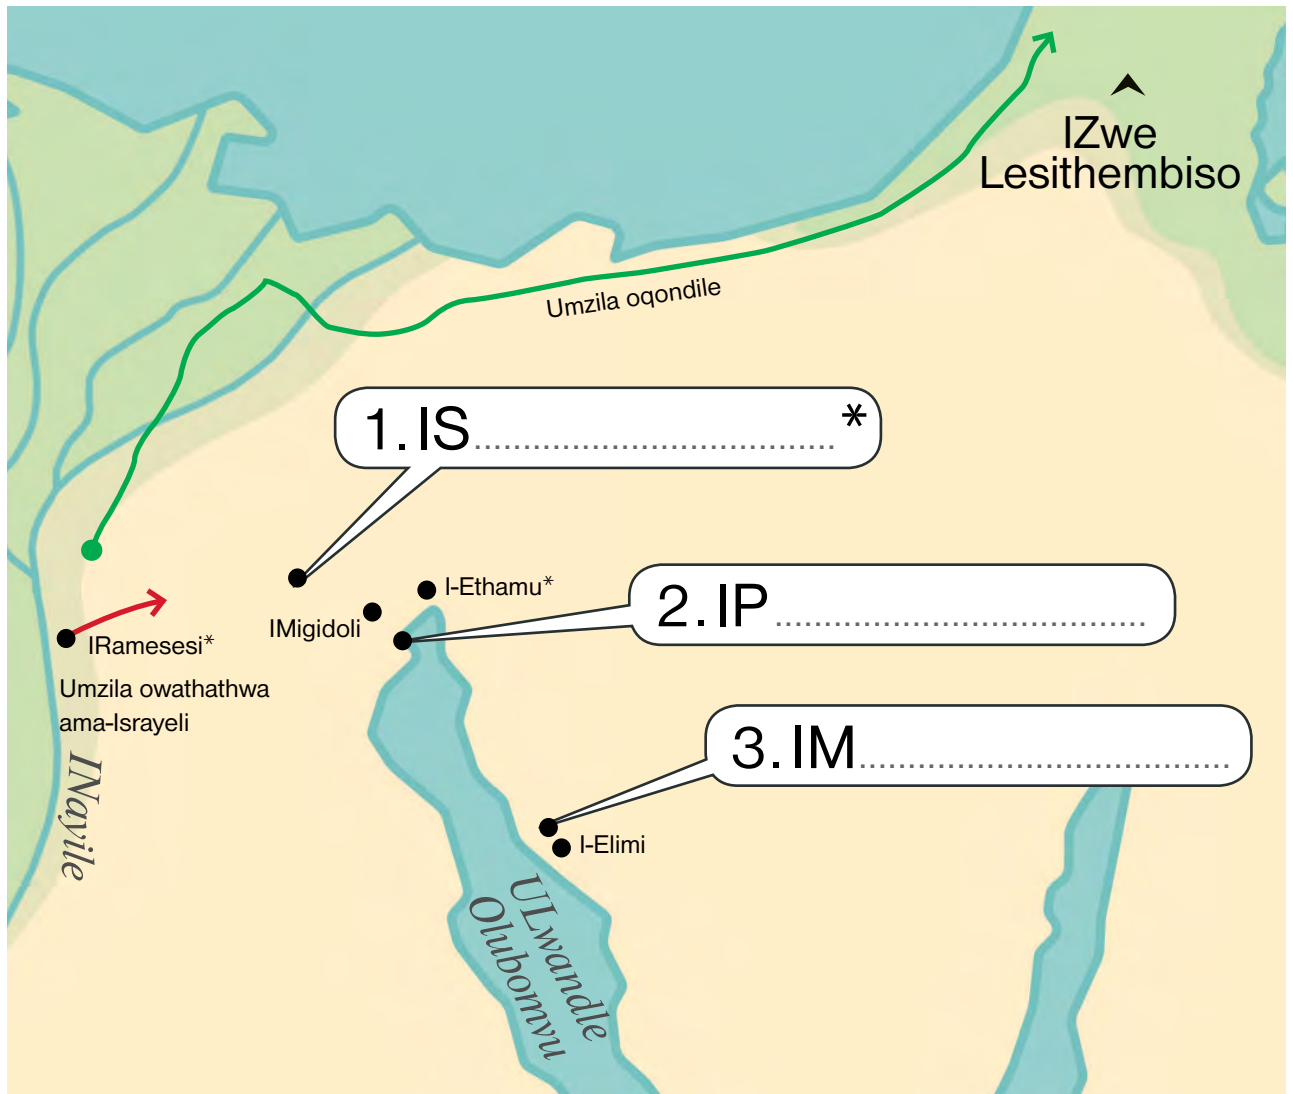 IZwe
Lesithembiso
Umzila oqondile
1. IS.....................................*
I-Ethamu*
2. IP .....................................
IMigidoli
IRamesesi*
Umzila owathathwa
ama-Israyeli
3. IM.....................................
INayile
I-Elimi
ULwandle
Olubomvu